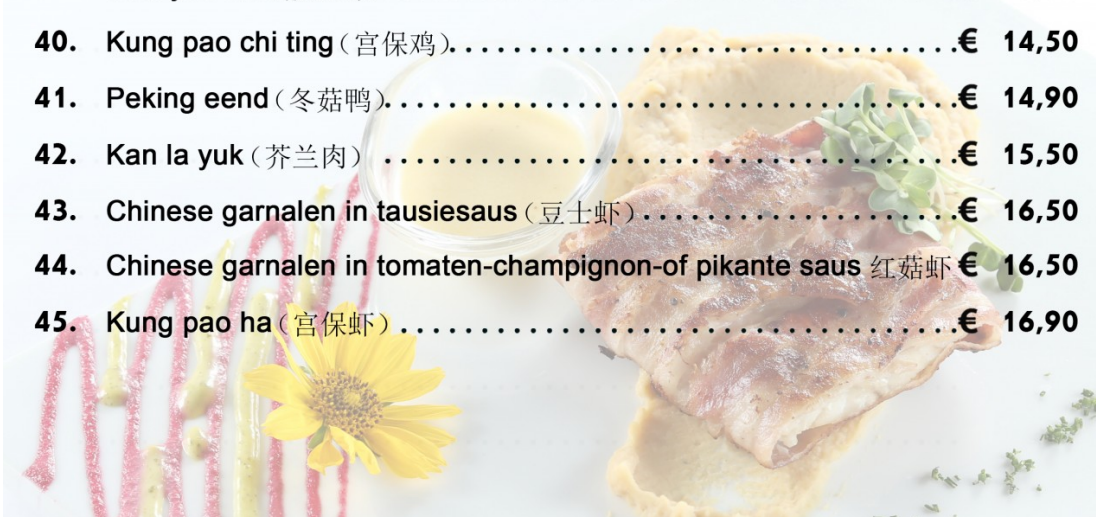 40. Kung pao chi ting (宫保鸡)......................................€ 14,50
41. Peking eend (冬菇鸭)......................................€ 14,90
42. Kan la yuk (芥兰肉) ......................................€ 15,50
43. Chinese garnalen in tausiesaus (豆士虾)....................€ 16,50
44. Chinese garnalen in tomaten-champignon-of pikante saus 红菇虾 € 16,50
45. Kung pao ha (宫保虾) ......................................€ 16,90